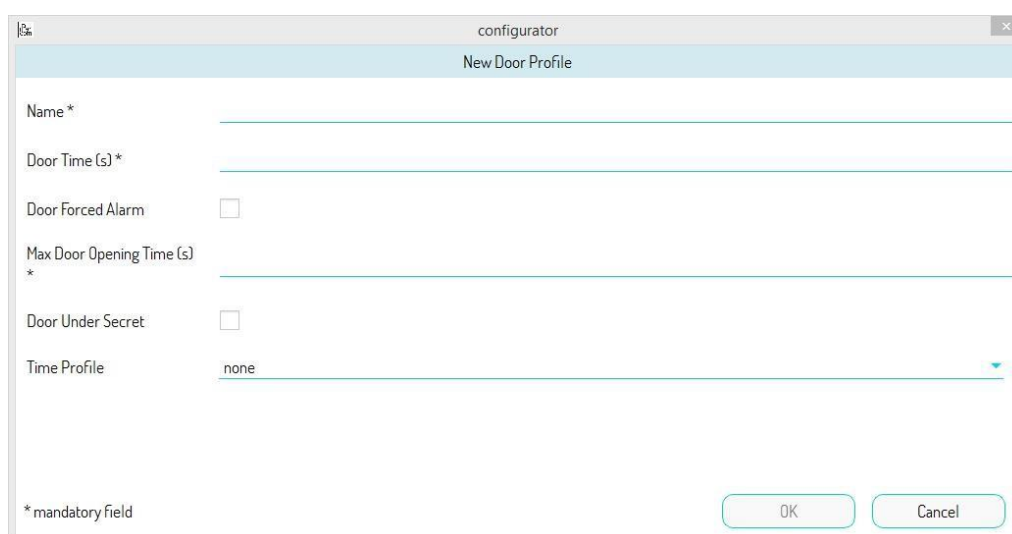 configurator
New Door Profile
Name *
Door Time (s) *
Door Forced Alarm
Max Door Opening Time (s)
*
Door Under Secret
Time Profile none
* mandatory field OK Cancel